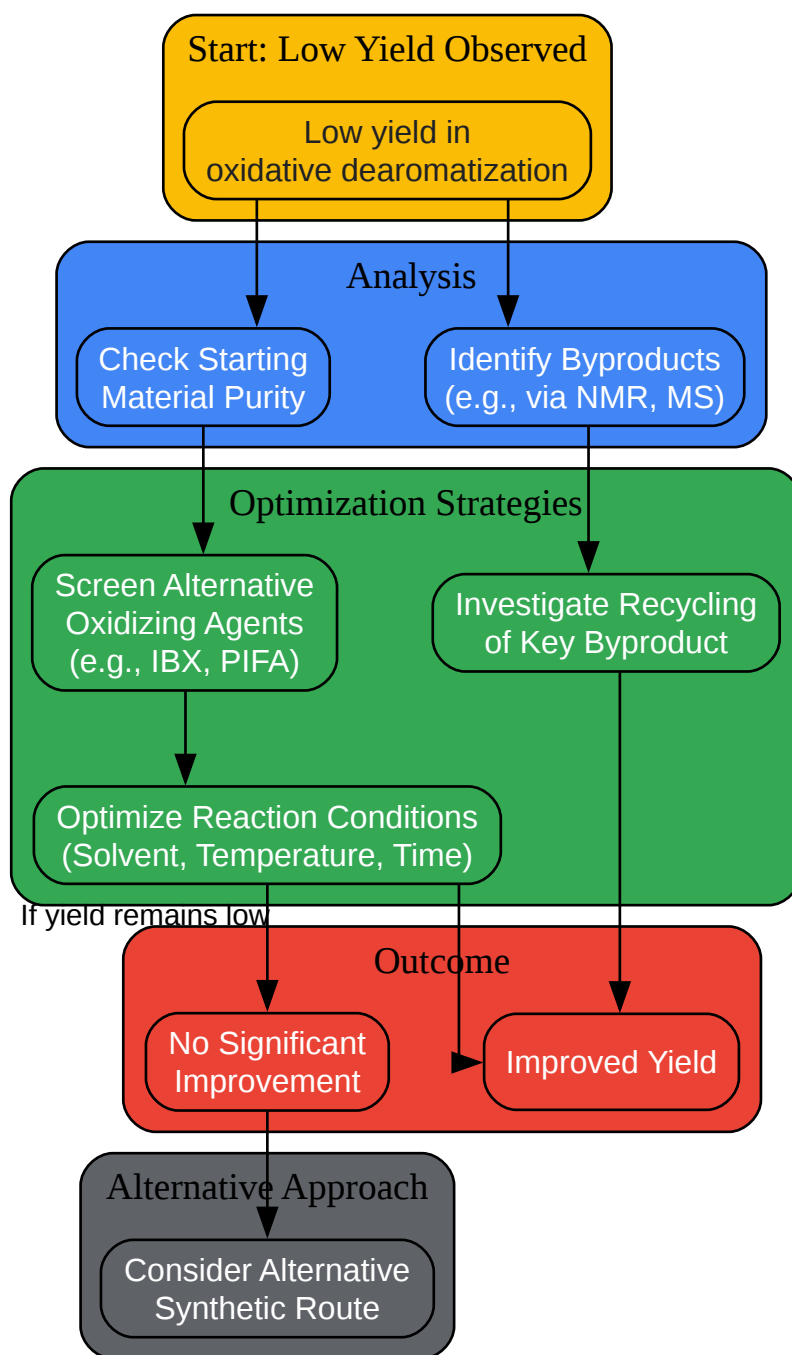 Start: Low Yield Observed
Low yield in
oxidative dearomatization
Analysis
Check Starting
Material Purity
Identify Byproducts
(e.g., via NMR, MS)
Optimization Strategies
Screen Alternative
Oxidizing Agents
(e.g., IBX, PIFA)
Investigate Recycling
of Key Byproduct
Optimize Reaction Conditions
(Solvent, Temperature, Time)
If yield remains low
Outcome
No Significant
Improvement
Improved Yield
Alternative Approach
Consider Alternative
Synthetic Route